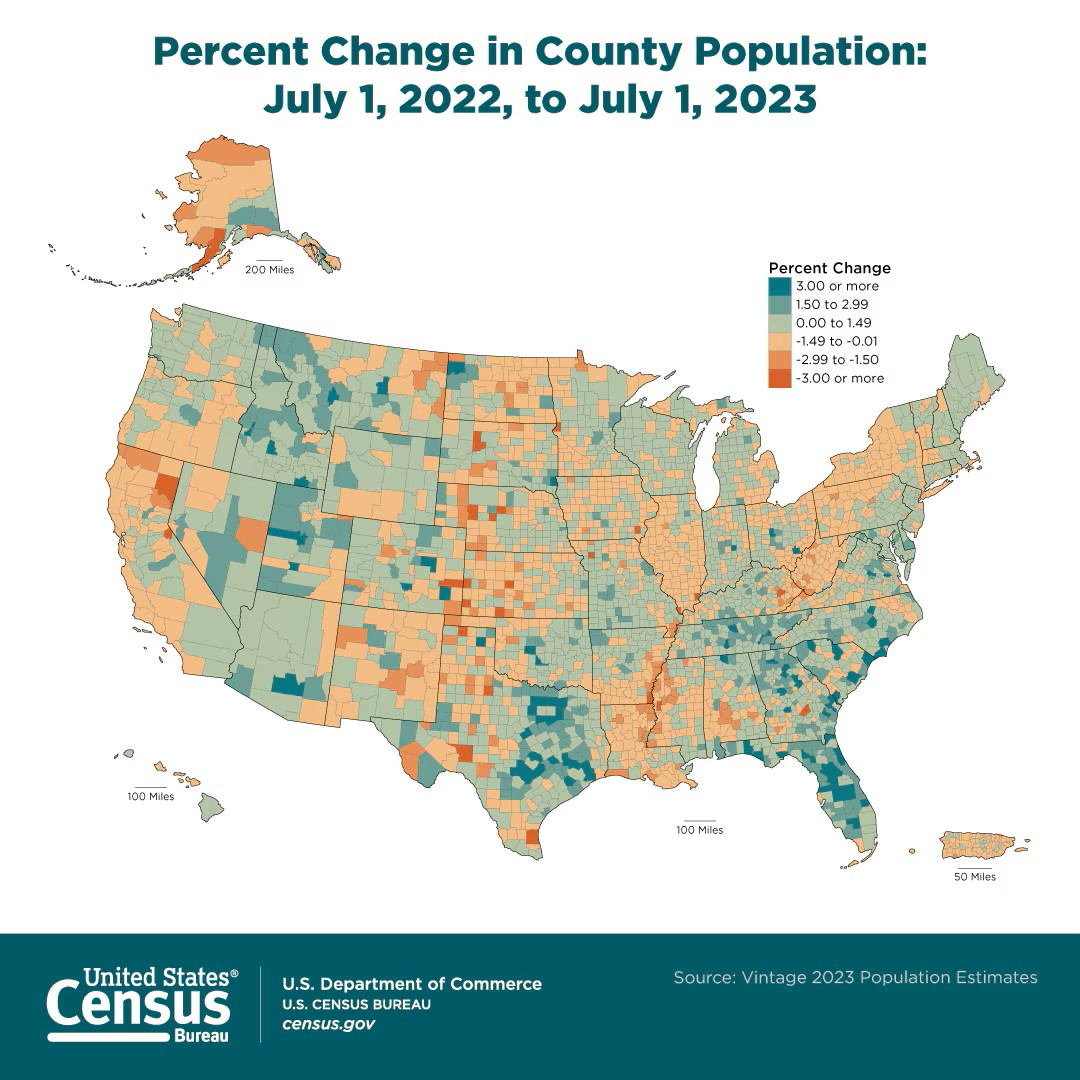 Percent Change in County Population:
July 1, 2022, to July 1, 2023
200 Miles
Percent Change
3.00 or more
1.50 to 2.99
0.00 to 1.49
-1.49 to -0.01
-2.99 to -1.50
-3.00 or more
100 Miles
100 Miles
50 Miles
United States®
Census
Bureau
U.S. Department of Commerce
U.S. CENSUS BUREAU
census.gov
Source: Vintage 2023 Population Estimates